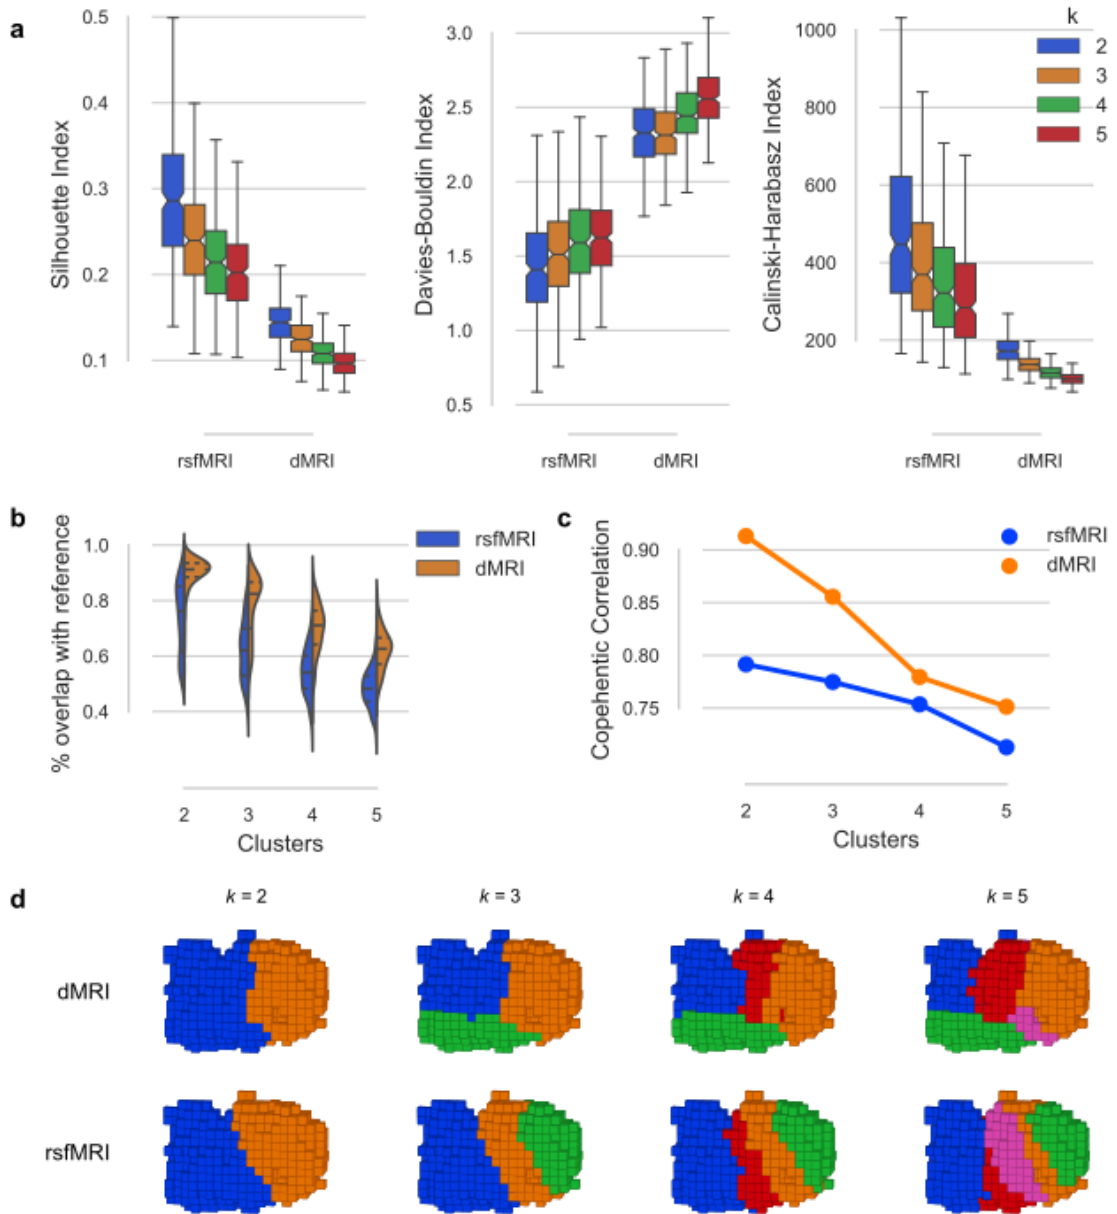 a
Silhouette Index
0.5
0.4
0.3
0.2
0.1
rsfMRI
dMRI
Davies-Bouldin Index
3.0
2.5
2.0
1.5
1.0
0.5
rsfMRI
dMRI
Calinski-Harabasz Index
1000
800
600
400
200
rsfMRI
dMRI
k
2
3
4
5
b
% overlap with reference
1.0
0.8
0.6
0.4
2
3
4
5
Clusters
rsfMRI
dMRI
c
Copehentic Correlation
0.90
0.85
0.80
0.75
2
3
4
5
Clusters
rsfMRI
dMRI
d
k = 2
k = 3
k = 4
k = 5
dMRI
rsfMRI